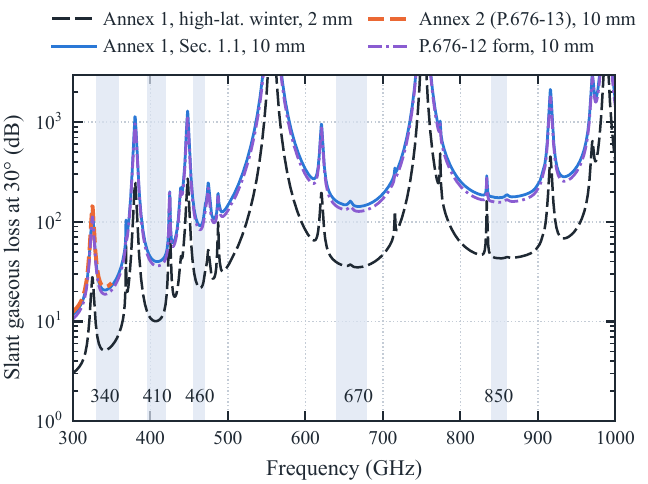 Annex 1, high-lat. winter, 2 mm
Annex 2 (P.676-13), 10 mm
Annex 1, Sec. 1.1, 10 mm
P.676-12 form, 10 mm
Slant gaseous loss at 30° (dB)
10³
10²
10¹
10⁰
340
410
460
670
850
300
400
500
600
700
800
900
1000
Frequency (GHz)